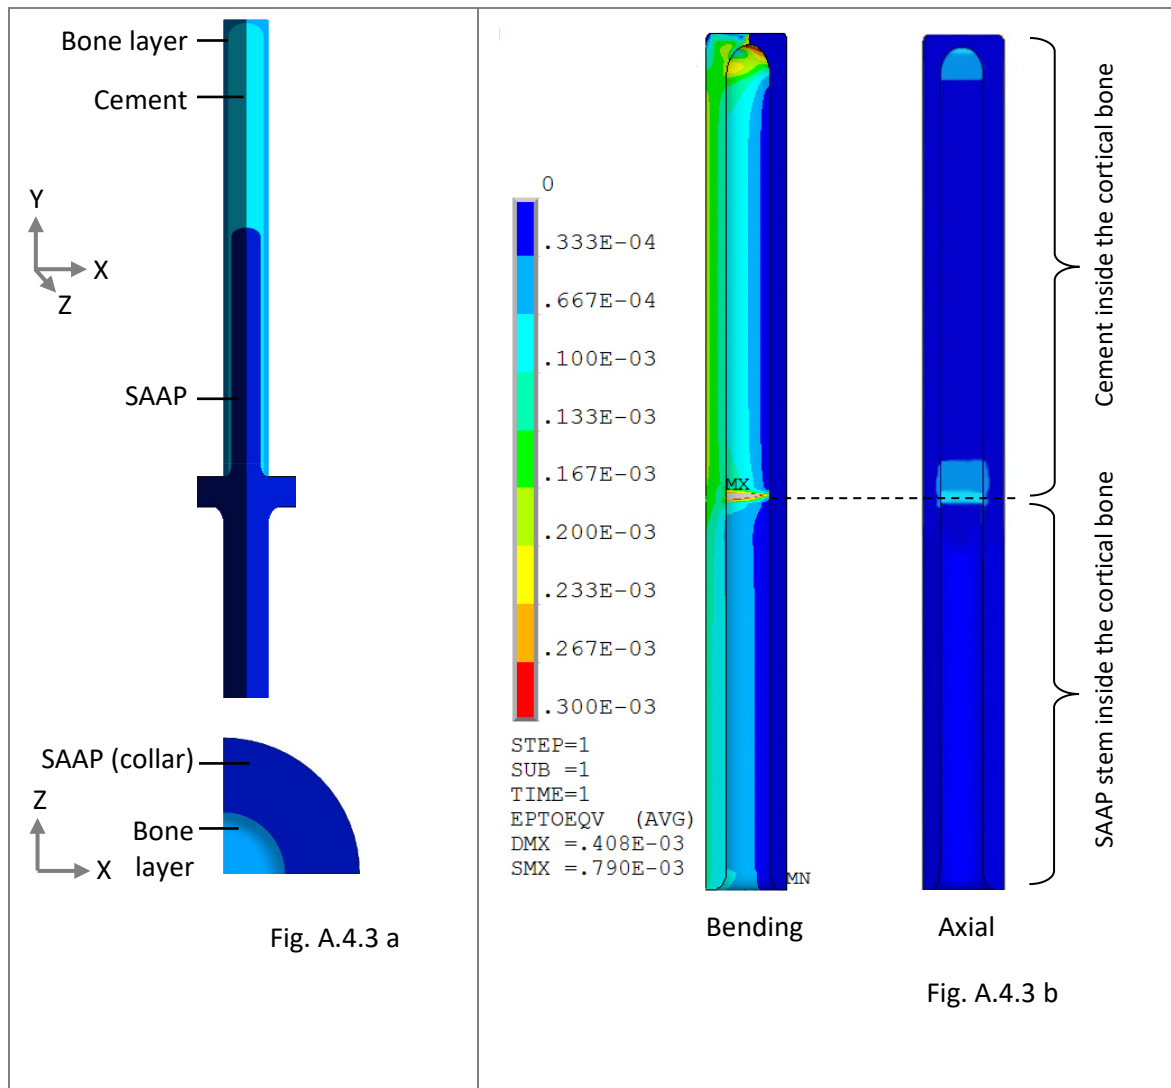 Bone layer
Cement
Y
X
Z
SAAP
SAAP (collar)
Z
Bone
layer
X
Fig. A.4.3 a
0
.333E-04
.667E-04
.100E-03
.133E-03
.167E-03
.200E-03
.233E-03
.267E-03
.300E-03
STEP=1
SUB =1
TIME=1
EPTOEQV (AVG)
DMX =.408E-03
SMX =.790E-03
MX
MN
Bending
Axial
Cement inside the cortical bone
SAAP stem inside the cortical bone
Fig. A.4.3 b